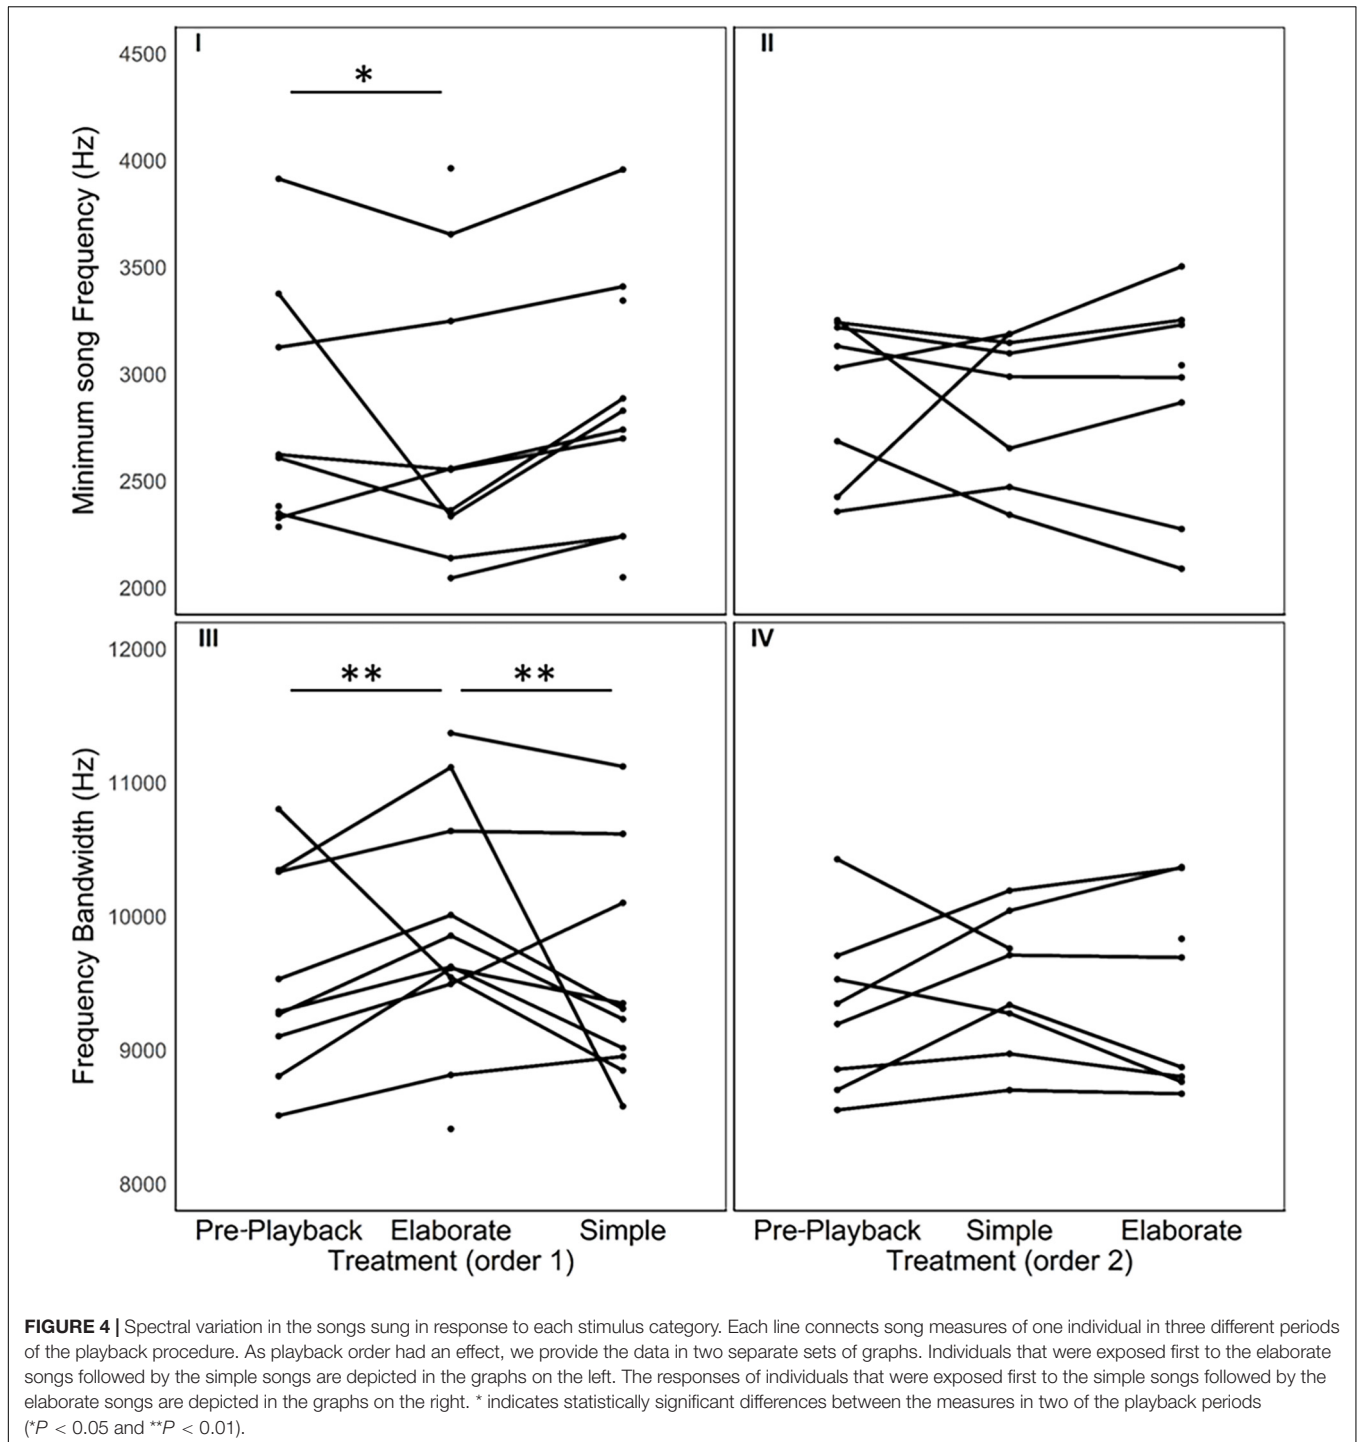 I
II
4500
4000
3500
3000
2500
2000
Minimum song Frequency (Hz)
*
III
IV
12000
11000
10000
9000
8000
Frequency Bandwidth (Hz)
** **
Pre-Playback Elaborate Simple
Treatment (order 1)
Pre-Playback Simple Elaborate
Treatment (order 2)
FIGURE 4 | Spectral variation in the songs sung in response to each stimulus category. Each line connects song measures of one individual in three different periods
of the playback procedure. As playback order had an effect, we provide the data in two separate sets of graphs. Individuals that were exposed first to the elaborate
songs followed by the simple songs are depicted in the graphs on the left. The responses of individuals that were exposed first to the simple songs followed by the
elaborate songs are depicted in the graphs on the right. * indicates statistically significant differences between the measures in two of the playback periods
(*P < 0.05 and **P < 0.01).